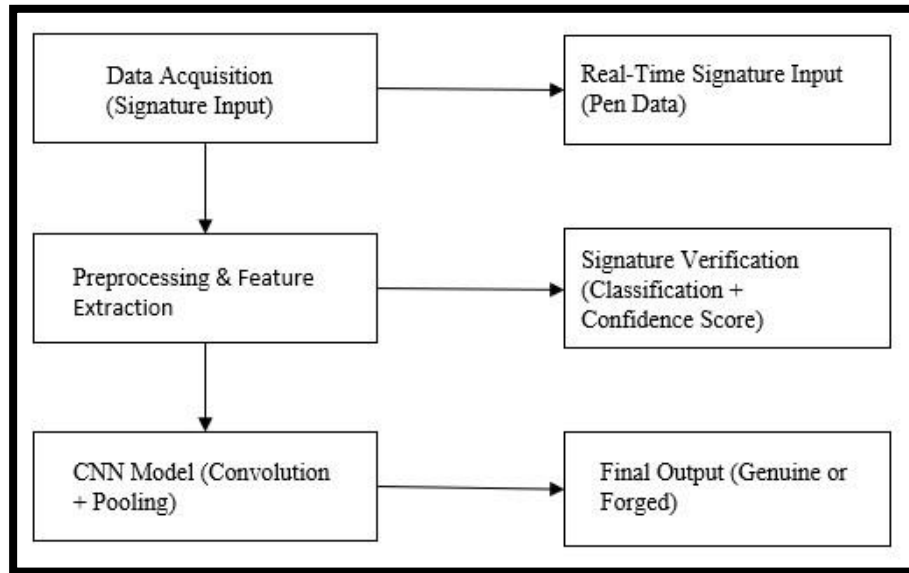 Data Acquisition
(Signature Input)
Real-Time Signature Input
(Pen Data)
Preprocessing & Feature
Extraction
Signature Verification
(Classification +
Confidence Score)
CNN Model (Convolution
+ Pooling)
Final Output (Genuine or
Forged)